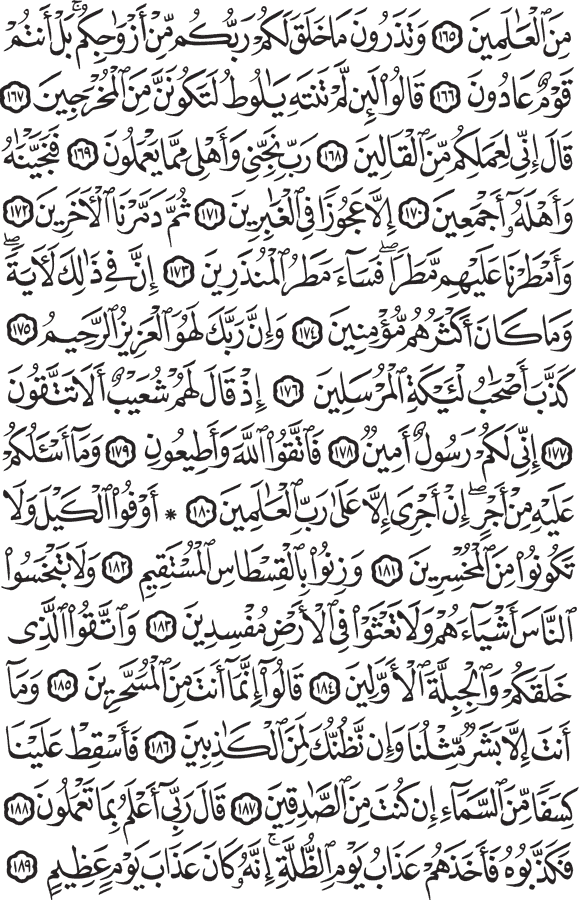 مِنَ ٱلْعَٰلَمِينَ ١٦٥ وَتَذَرُونَ مَا خَلَقَ لَكُمْ رَبُّكُم مِّنْ أَزْوَٰجِكُم ۚ بَلْ أَنتُمْ
قَوْمٌ عَادُونَ ١٦٦ قَالُوا۟ لَئِن لَّمْ تَنتَهِ يَٰلُوطُ لَتَكُونَنَّ مِنَ ٱلْمُخْرَجِينَ ١٦٧
قَالَ إِنِّى لِعَمَلِكُم مِّنَ ٱلْقَالِينَ ١٦٨ رَبِّ نَجِّنِى وَأَهْلِى مِمَّا يَعْمَلُونَ ١٦٩ فَنَجَّيْنَٰهُ
وَأَهْلَهُۥٓ أَجْمَعِينَ ١٧٠ إِلَّا عَجُوزًا فِى ٱلْغَٰبِرِينَ ١٧١ ثُمَّ دَمَّرْنَا ٱلْءَاخَرِينَ ١٧٢
وَأَمْطَرْنَا عَلَيْهِم مَّطَرًا ۖ فَسَآءَ مَطَرُ ٱلْمُنذَرِينَ ١٧٣ إِنَّ فِى ذَٰلِكَ لَءَايَةً ۖ
وَمَا كَانَ أَكْثَرُهُم مُّؤْمِنِينَ ١٧٤ وَإِنَّ رَبَّكَ لَهُوَ ٱلْعَزِيزُ ٱلرَّحِيمُ ١٧٥
كَذَّبَ أَصْحَٰبُ لْـَٔيْكَةِ ٱلْمُرْسَلِينَ ١٧٦ إِذْ قَالَ لَهُمْ شُعَيْبٌ أَلَا تَتَّقُونَ
١٧٧ إِنِّى لَكُمْ رَسُولٌ أَمِينٌ ١٧٨ فَٱتَّقُوا۟ ٱللَّهَ وَأَطِيعُونِ ١٧٩ وَمَآ أَسْـَٔلُكُمْ
عَلَيْهِ مِنْ أَجْرٍ ۖ إِنْ أَجْرِىَ إِلَّا عَلَىٰ رَبِّ ٱلْعَٰلَمِينَ ١٨٠ * أَوْفُوا۟ ٱلْكَيْلَ وَلَا
تَكُونُوا۟ مِنَ ٱلْمُخْسِرِينَ ١٨١ وَزِنُوا۟ بِٱلْقِسْطَاسِ ٱلْمُسْتَقِيمِ ١٨٢ وَلَا تَبْخَسُوا۟
ٱلنَّاسَ أَشْيَآءَهُمْ وَلَا تَعْثَوْا۟ فِى ٱلْأَرْضِ مُفْسِدِينَ ١٨٣ وَٱتَّقُوا۟ ٱلَّذِى
خَلَقَكُمْ وَٱلْجِبِلَّةَ ٱلْأَوَّلِينَ ١٨٤ قَالُوٓا۟ إِنَّمَآ أَنتَ مِنَ ٱلْمُسَحَّرِينَ ١٨٥ وَمَآ
أَنتَ إِلَّا بَشَرٌ مِّثْلُنَا وَإِن نَّظُنُّكَ لَمِنَ ٱلْكَٰذِبِينَ ١٨٦ فَأَسْقِطْ عَلَيْنَا
كِسَفًا مِّنَ ٱلسَّمَآءِ إِن كُنتَ مِنَ ٱلصَّٰدِقِينَ ١٨٧ قَالَ رَبِّىٓ أَعْلَمُ بِمَا تَعْمَلُونَ ١٨٨
فَكَذَّبُوهُ فَأَخَذَهُمْ عَذَابُ يَوْمِ ٱلظُّلَّةِ ۚ إِنَّهُۥ كَانَ عَذَابَ يَوْمٍ عَظِيمٍ ١٨٩